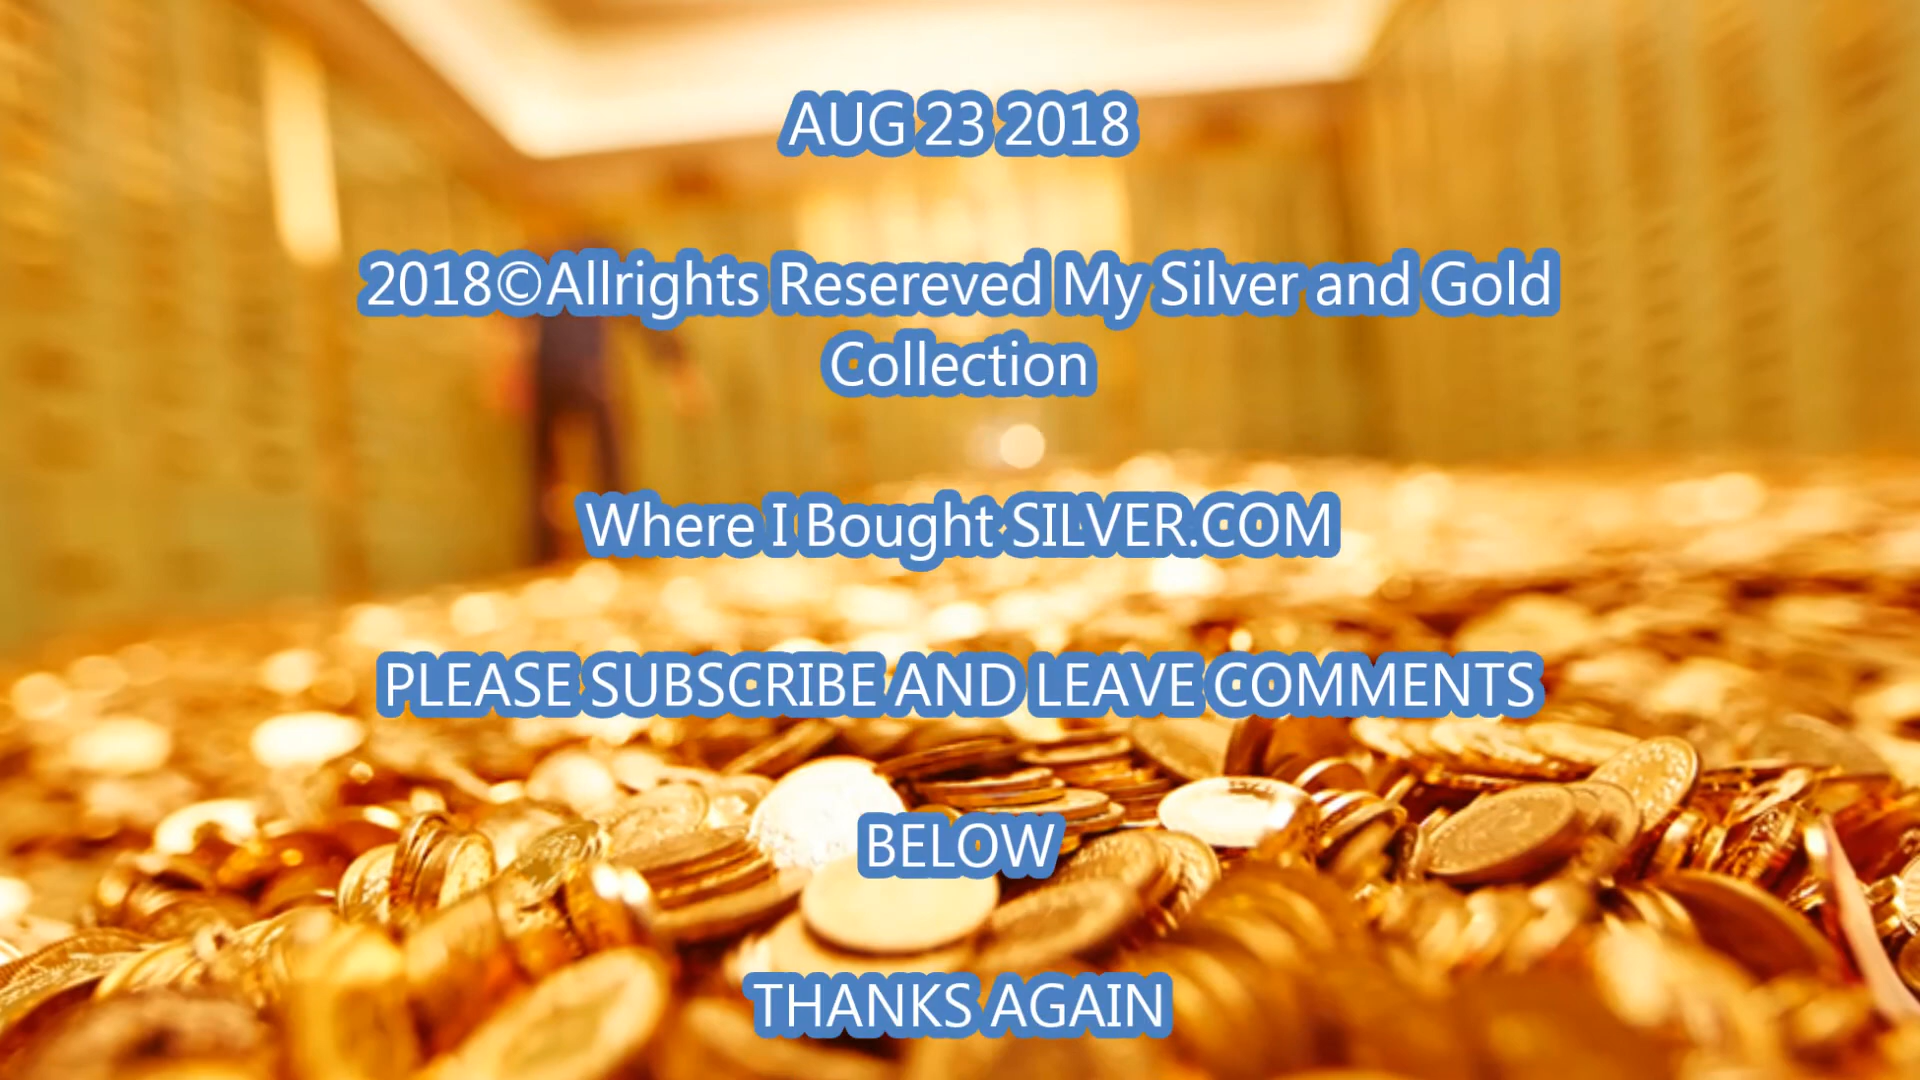 AUG 23 2018
2018©Allrights Resereved My Silver and Gold
Collection
Where I Bought SILVER.COM
PLEASE SUBSCRIBE AND LEAVE COMMENTS
BELOW
THANKS AGAIN